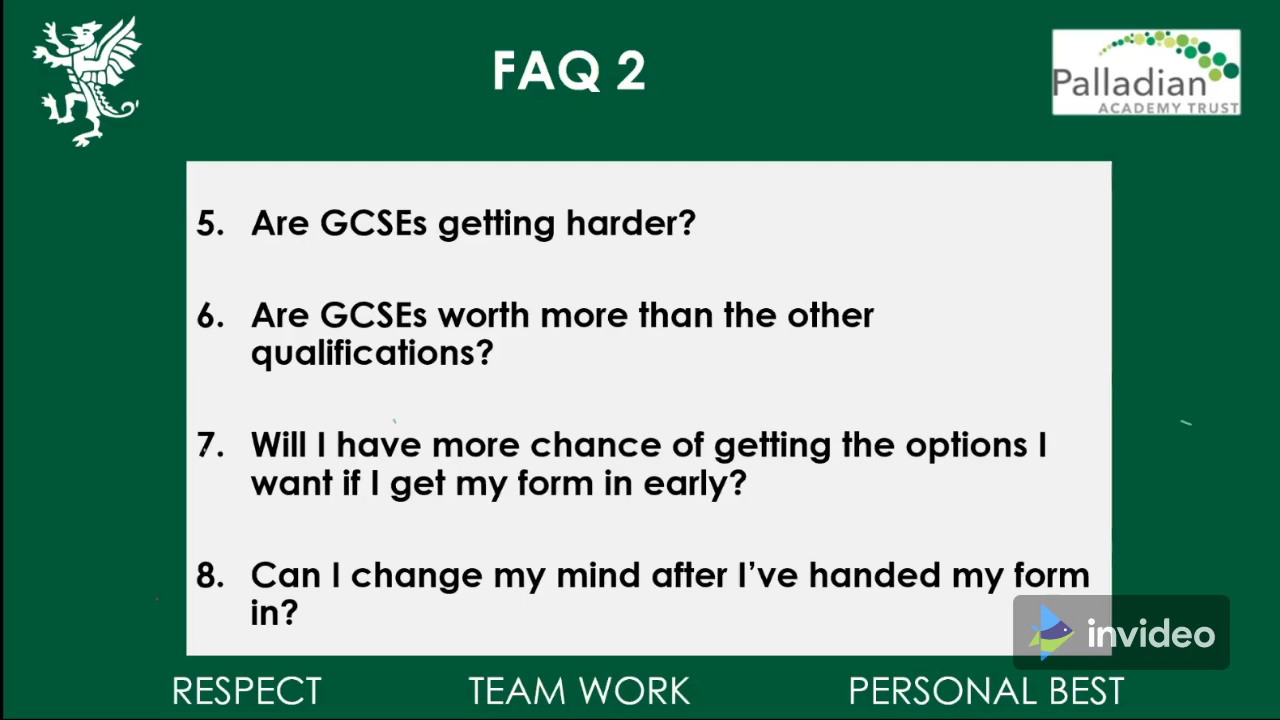 FAQ 2
Palladian
ACADEMY TRUST
5. Are GCSEs getting harder?
6. Are GCSEs worth more than the other
qualifications?
7. Will I have more chance of getting the options I
want if I get my form in early?
8. Can I change my mind after I’ve handed my form
in?
invideo
RESPECT TEAM WORK PERSONAL BEST